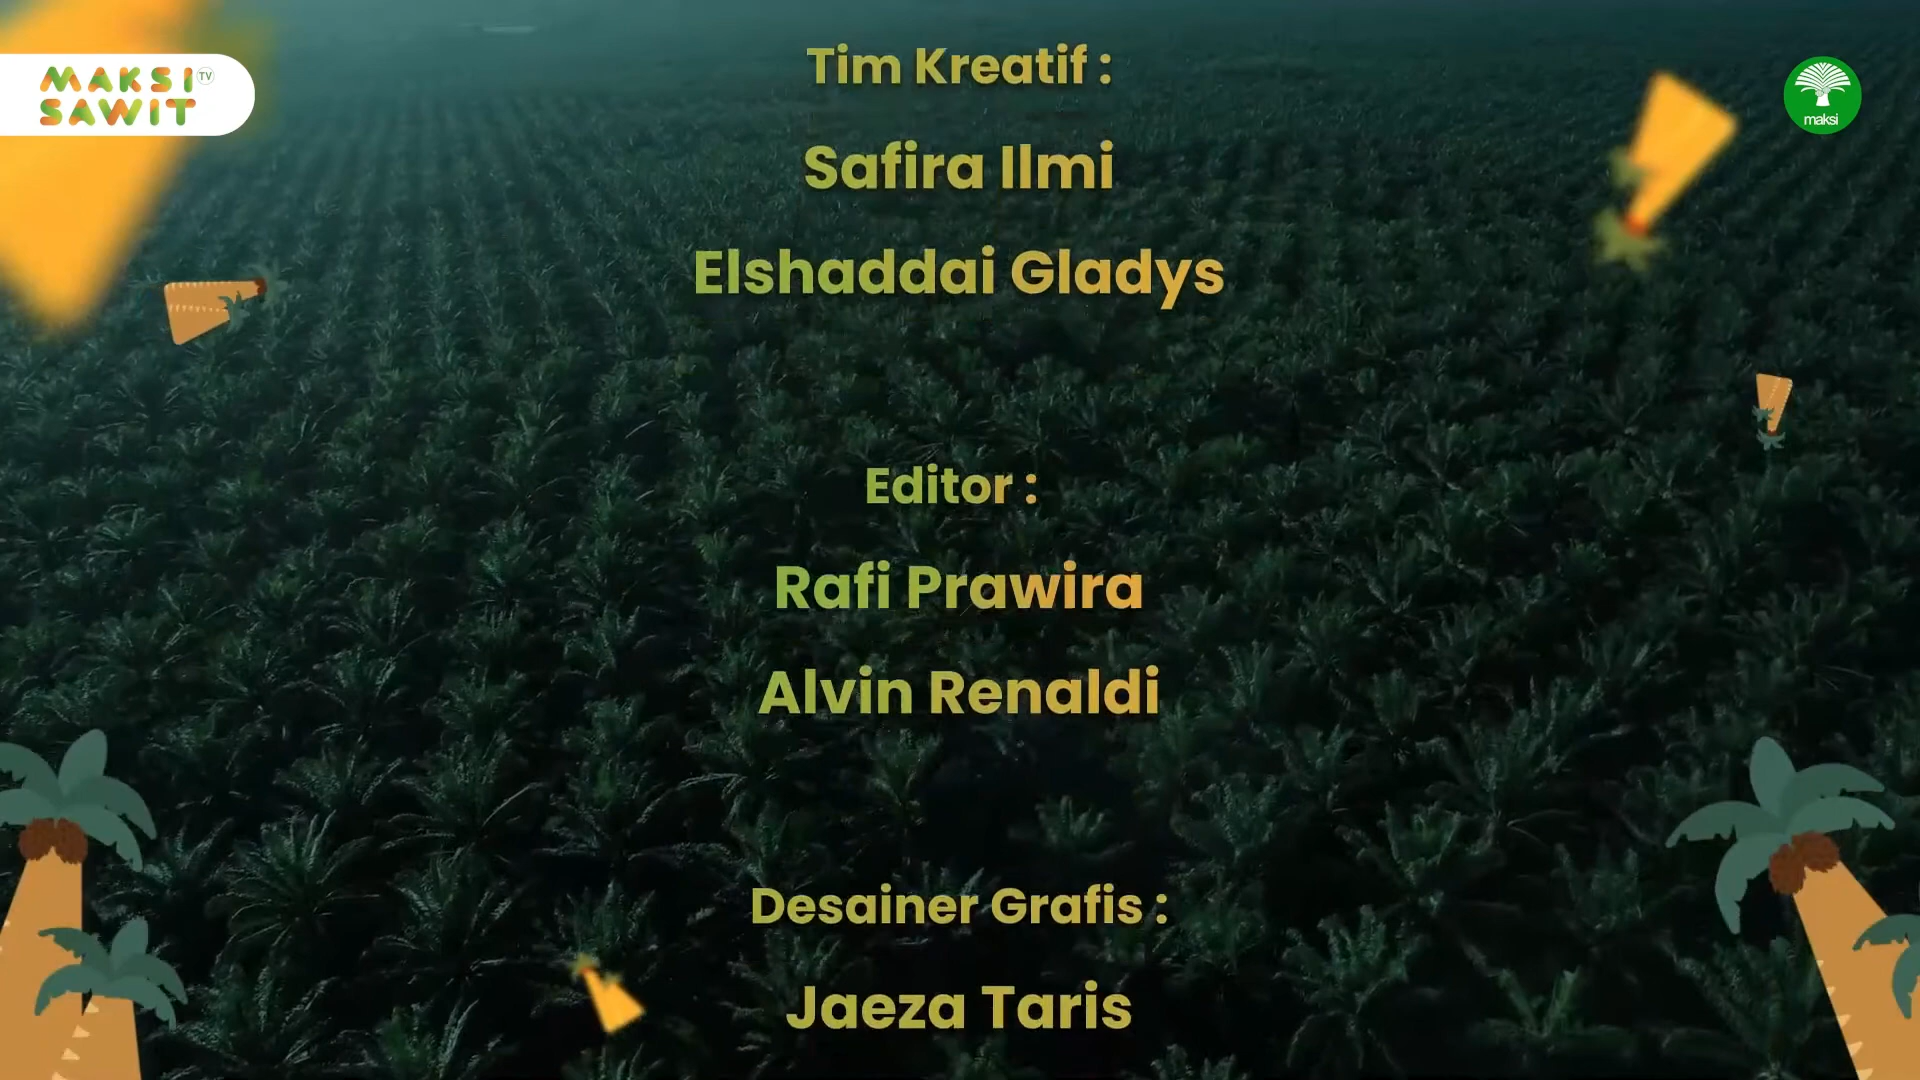 MAKSI TV
SAWIT
maksi
Tim Kreatif :
Safira Ilmi
Elshaddai Gladys
Editor :
Rafi Prawira
Alvin Renaldi
Desainer Grafis :
Jaeza Taris